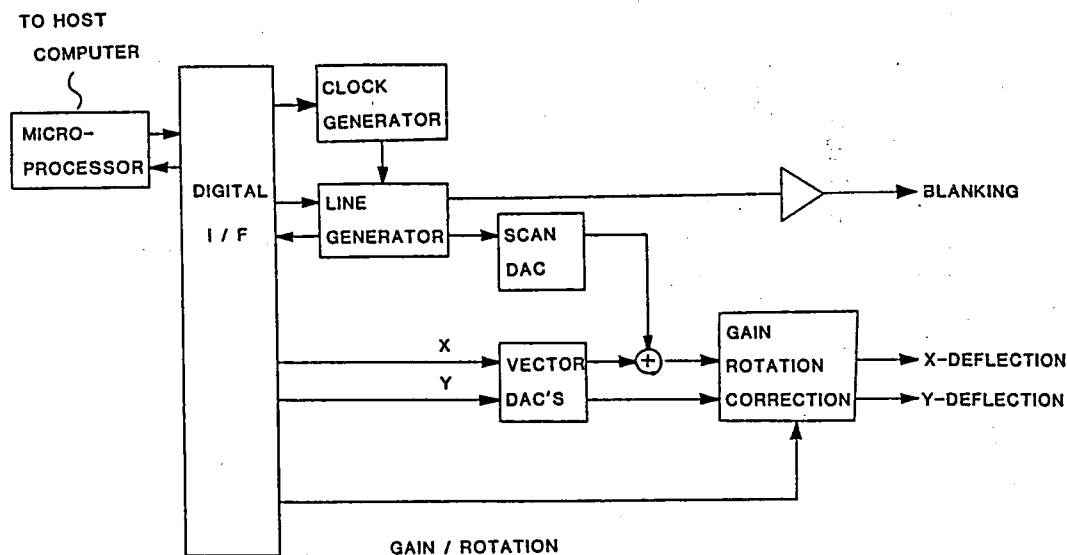 TO HOST
COMPUTER
MICRO-
PROCESSOR
DIGITAL
I / F
CLOCK
GENERATOR
LINE
GENERATOR
SCAN
DAC
BLANKING
X
Y
VECTOR
DAC'S
+
GAIN
ROTATION
CORRECTION
X-DEFLECTION
Y-DEFLECTION
GAIN / ROTATION